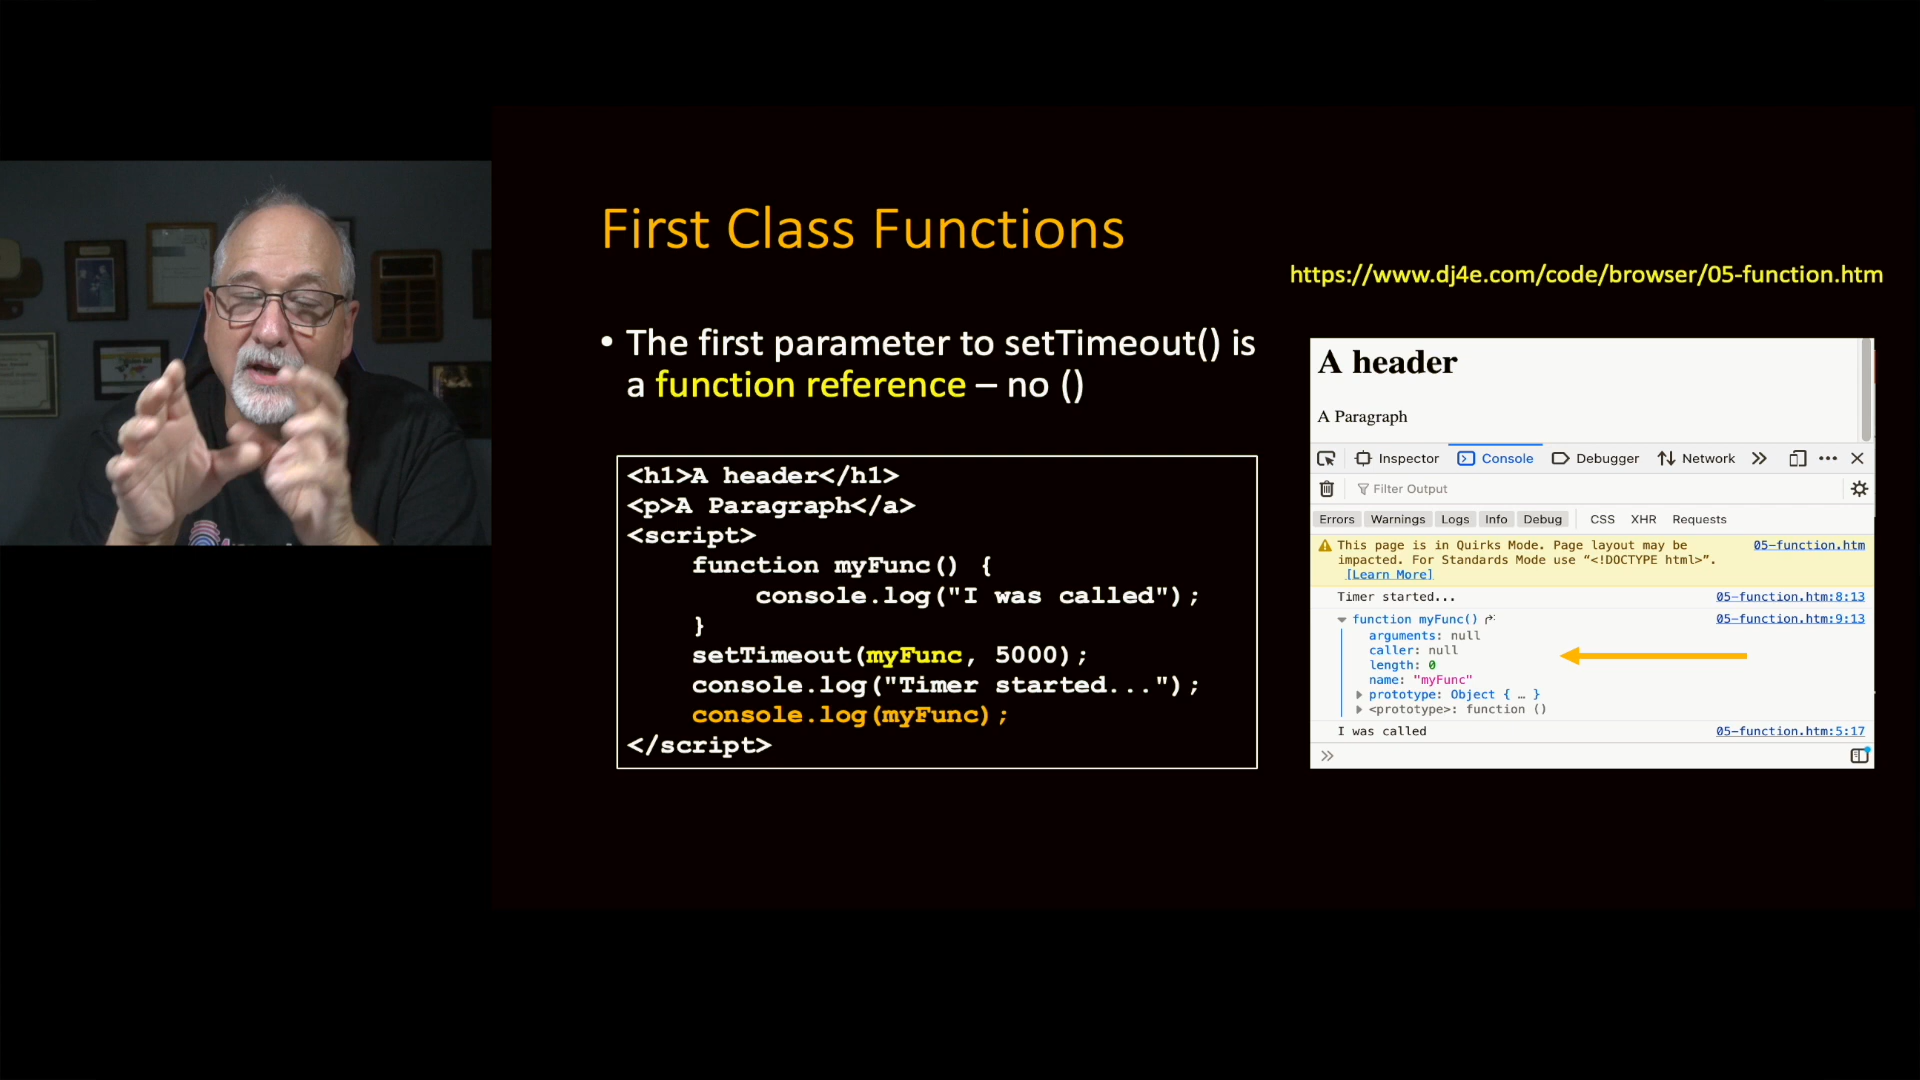 First Class Functions
https://www.dj4e.com/code/browser/05-function.htm
• The first parameter to setTimeout() is
a function reference – no ()
<h1>A header</h1>
<p>A Paragraph</a>
<script>
function myFunc() {
console.log("I was called");
}
setTimeout(myFunc, 5000);
console.log("Timer started...");
console.log(myFunc);
</script>
A header
A Paragraph
Inspector Console Debugger Network
Filter Output
Errors Warnings Logs Info Debug CSS XHR Requests
This page is in Quirks Mode. Page layout may be 05-function.htm
impacted. For Standards Mode use “<!DOCTYPE html>”.
[Learn More]
Timer started... 05-function.htm:8:13
function myFunc() 05-function.htm:9:13
arguments: null
caller: null
length: 0
name: "myFunc"
prototype: Object { … }
<prototype>: function ()
I was called 05-function.htm:5:17